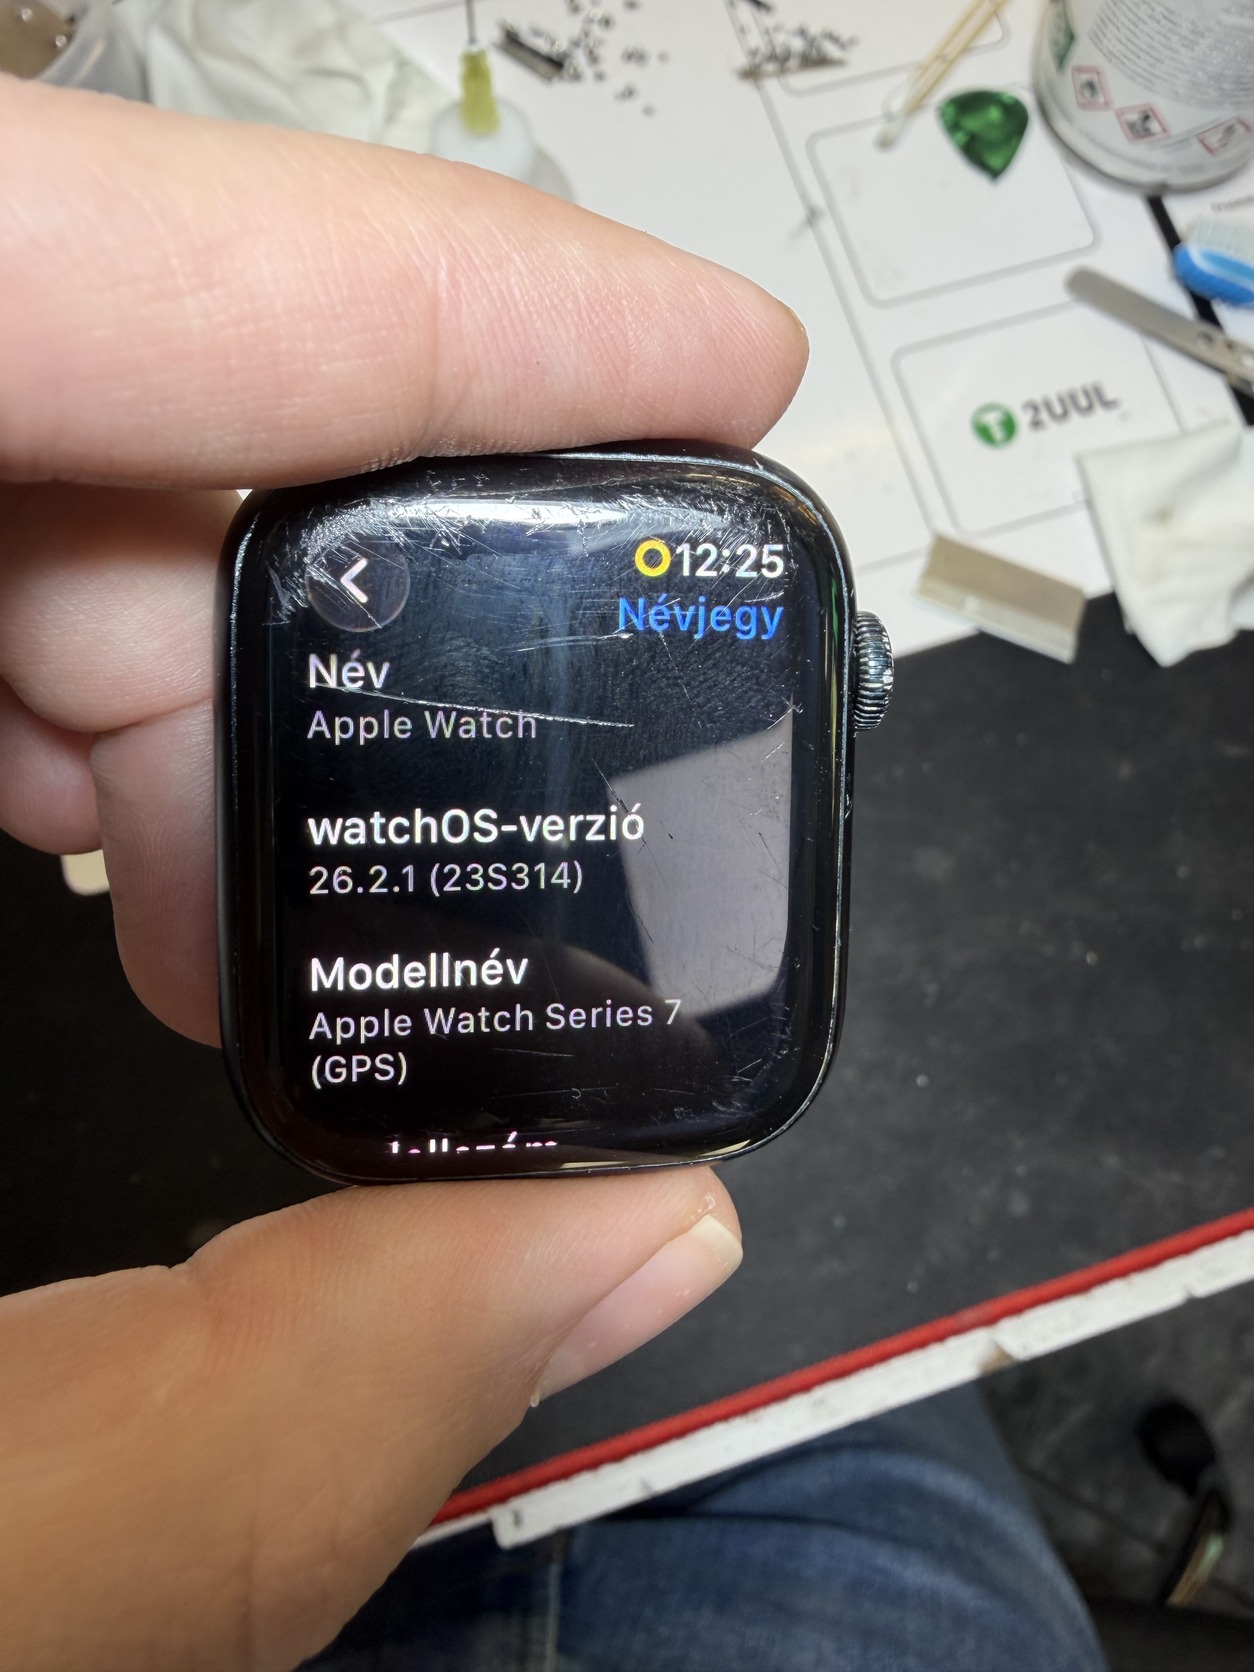 12:25
Névjegy
Név
Apple Watch
watchOS-verzió
26.2.1 (23S314)
Modellnév
Apple Watch Series 7
(GPS)
2UUL